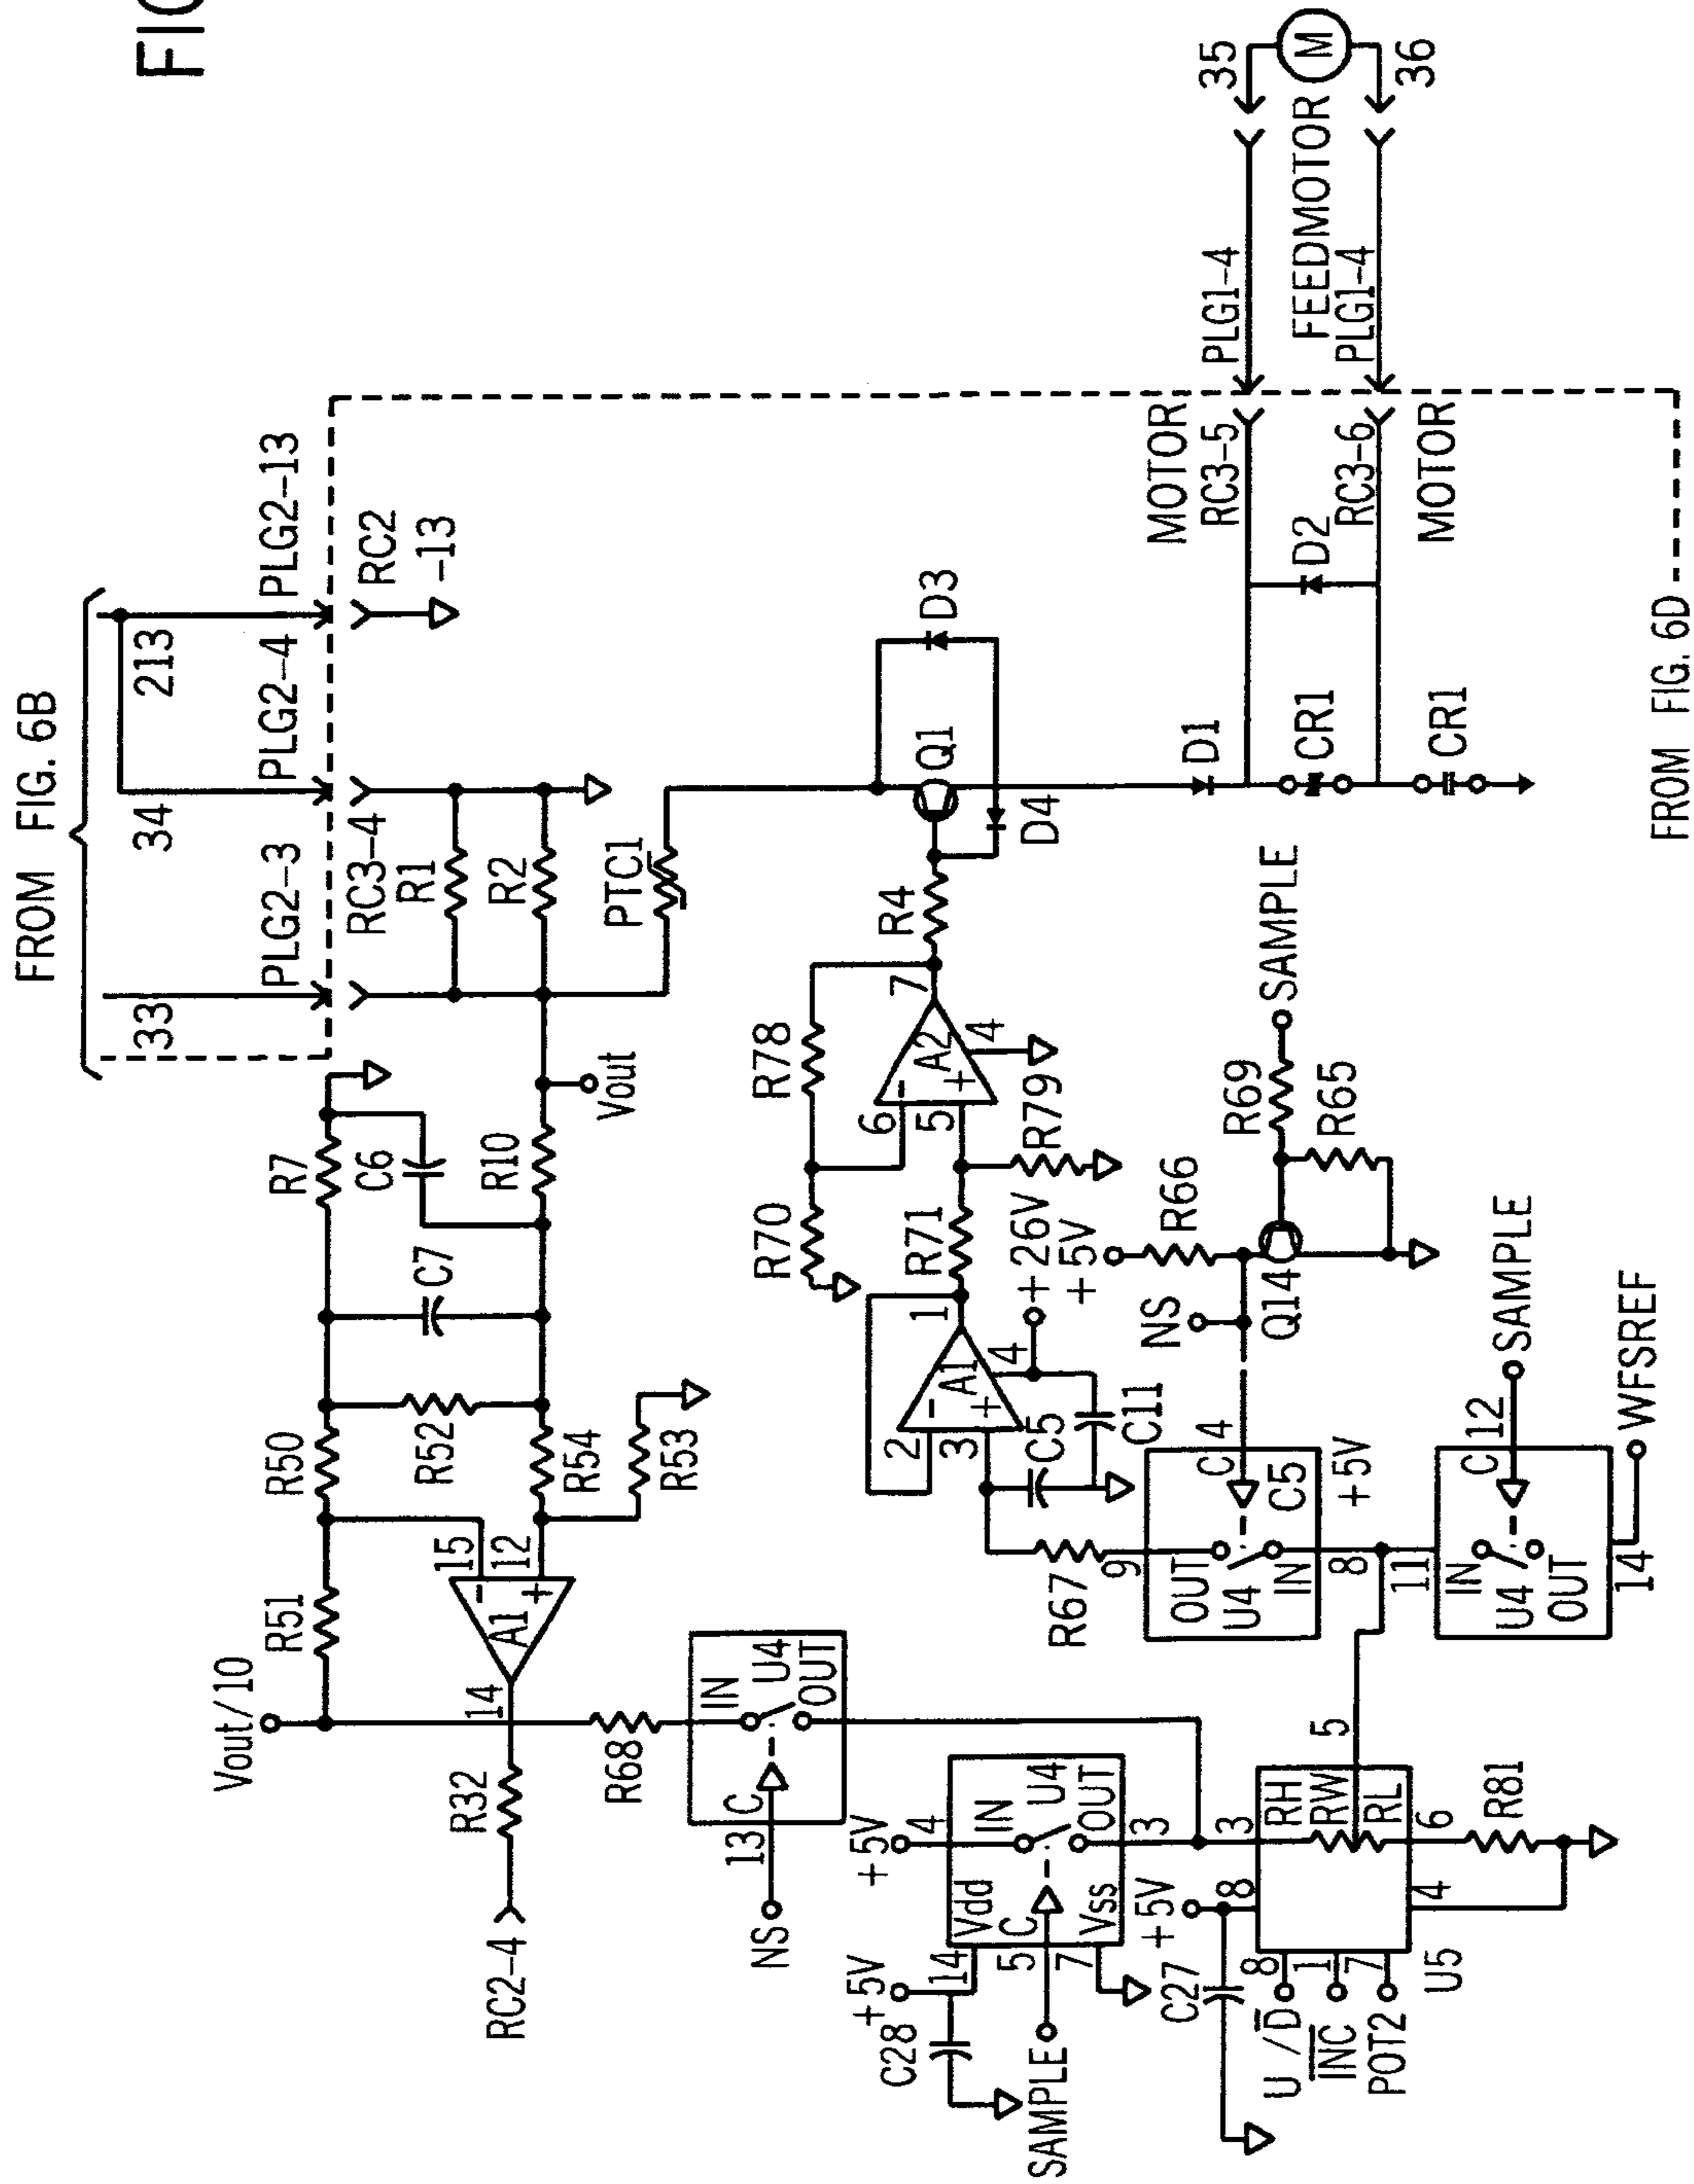 FIG
FROM FIG. 6B
33
34
213
PLG2-3
PLG2-4
PLG2-13
RC3-4
RC2
-13
R1
R2
PTC1
R7
C6
R10
Vout
C7
R50
R52
R54
R53
R51
15
12
A1
14
Vout/10
R32
RC2-4
R68
IN
U4
OUT
C
13
NS
+5V
4
IN
U4
OUT
Vdd
C
Vss
14
5
7
3
+5V
C28
SAMPLE
+5V
8
C27
3
RH
RW
RL
5
6
4
R81
8
1
7
U/D
INC
POT2
U5
R78
R70
6
5
A2
7
4
R79
R4
R71
1
2
3
A1
4
+26V
C5
C11
Q1
D3
D4
D1
CR1
CR1
D2
MOTOR
RC3-5
RC3-6
MOTOR
PLG1-4
FEEDMOTOR
PLG1-4
35
M
36
+5V
R66
NS
Q14
R69
SAMPLE
R65
R67
9
OUT
U4
IN
C
4
C5
+5V
8
11
IN
U4
OUT
C
12
SAMPLE
14
WFSREF
FROM FIG. 6D